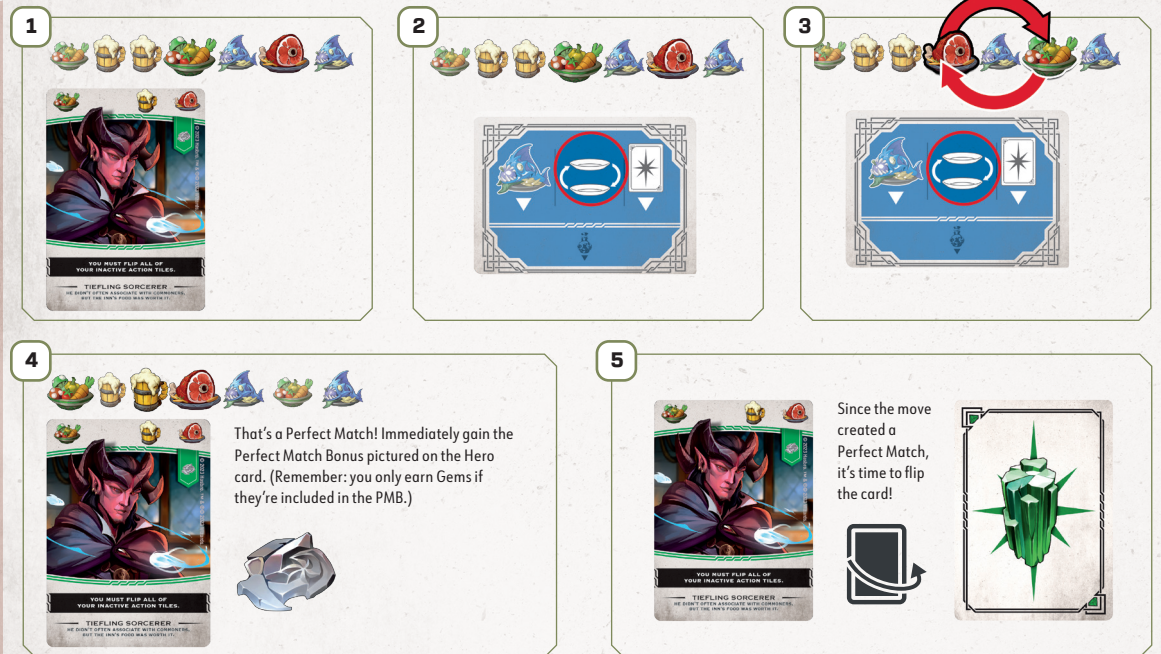 1
2
3
YOU MUST FLIP ALL OF
YOUR INACTIVE ACTION TILES.
TIEFLING SORCERER
HE DIDN'T OFTEN ASSOCIATE WITH COMMONERS,
BUT THE INN'S FOOD WAS WORTH IT.
4
YOU MUST FLIP ALL OF
YOUR INACTIVE ACTION TILES.
TIEFLING SORCERER
HE DIDN'T OFTEN ASSOCIATE WITH COMMONERS,
BUT THE INN'S FOOD WAS WORTH IT.
That's a Perfect Match! Immediately gain the
Perfect Match Bonus pictured on the Hero
card. (Remember: you only earn Gems if
they're included in the PMB.)
5
YOU MUST FLIP ALL OF
YOUR INACTIVE ACTION TILES.
TIEFLING SORCERER
HE DIDN'T OFTEN ASSOCIATE WITH COMMONERS,
BUT THE INN'S FOOD WAS WORTH IT.
Since the move
created a
Perfect Match,
it's time to flip
the card!